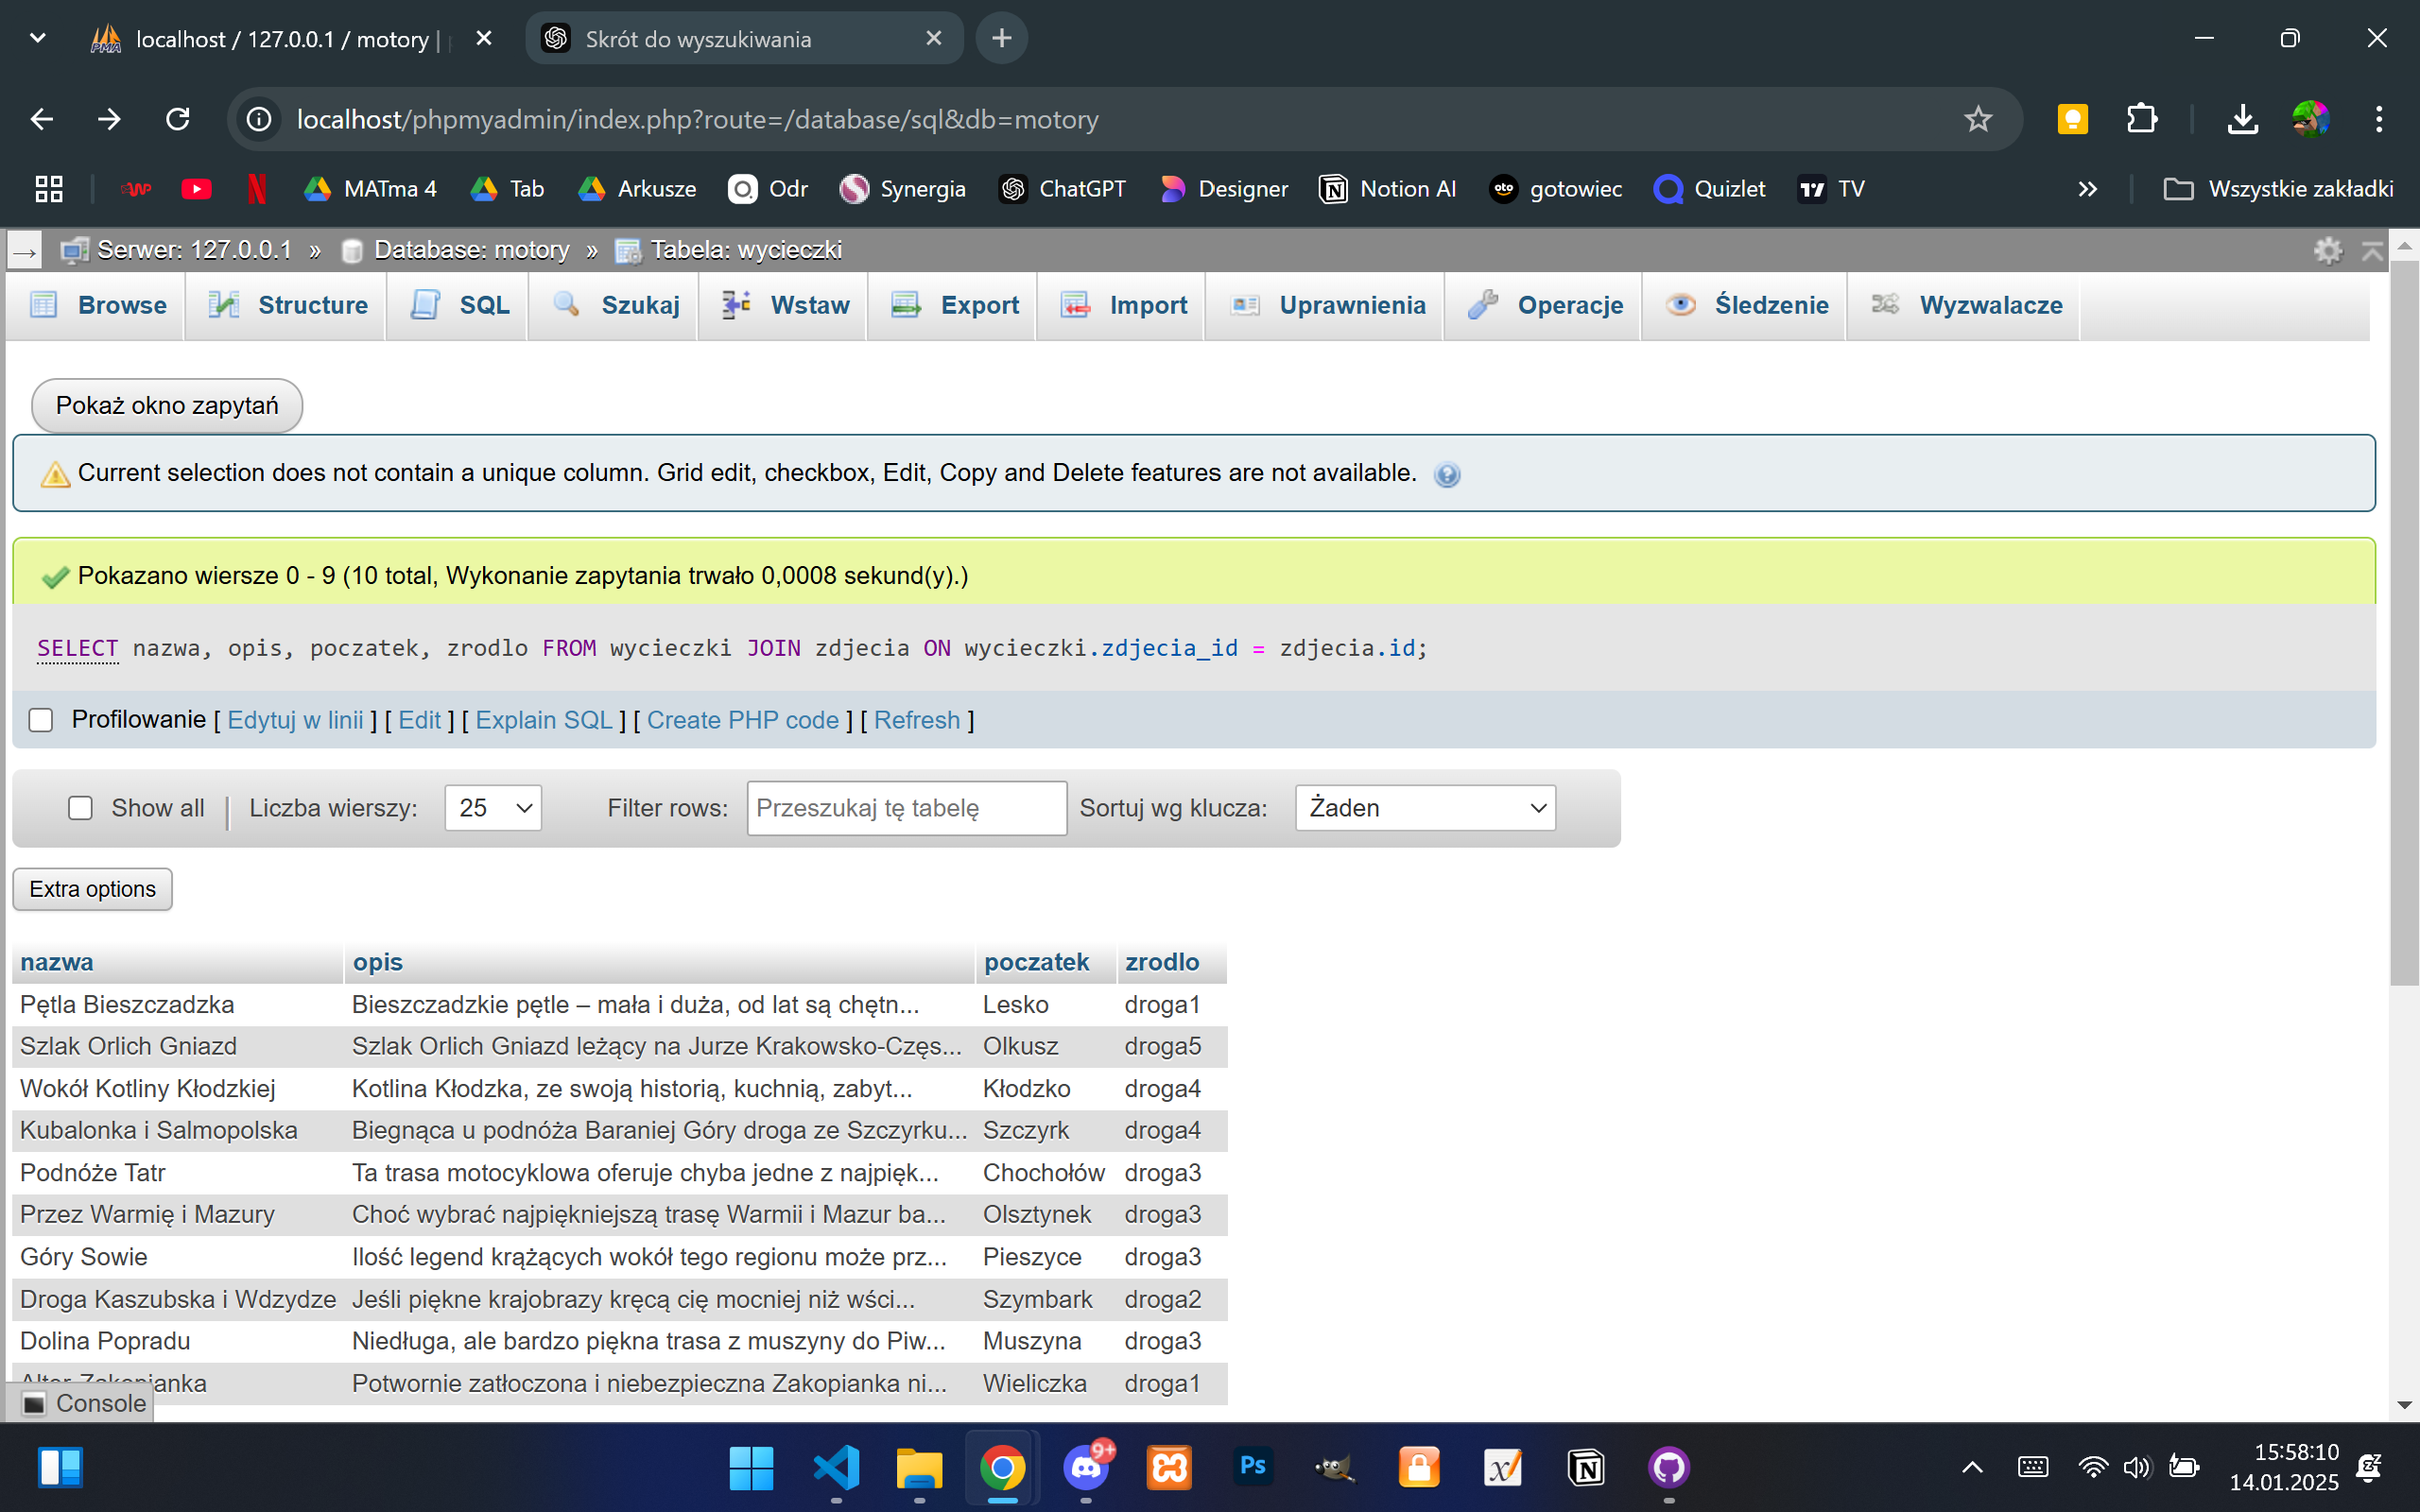 localhost / 127.0.0.1 / motory |
Skrót do wyszukiwania
localhost/phpmyadmin/index.php?route=/database/sql&db=motory
WP MATma 4 Tab Arkusze Odr Synergia ChatGPT Designer Notion AI oto gotowiec Quizlet TV Wszystkie zakładki
→ Serwer: 127.0.0.1 » Database: motory » Tabela: wycieczki
Browse Structure SQL Szukaj Wstaw Export Import Uprawnienia Operacje Śledzenie Wyzwalacze
Pokaż okno zapytań
Current selection does not contain a unique column. Grid edit, checkbox, Edit, Copy and Delete features are not available.
Pokazano wiersze 0 - 9 (10 total, Wykonanie zapytania trwało 0,0008 sekund(y).)
SELECT nazwa, opis, poczatek, zrodlo FROM wycieczki JOIN zdjecia ON wycieczki.zdjecia_id = zdjecia.id;
Profilowanie [ Edytuj w linii ] [ Edit ] [ Explain SQL ] [ Create PHP code ] [ Refresh ]
Show all | Liczba wierszy: 25 Filter rows: Przeszukaj tę tabelę Sortuj wg klucza: Żaden
Extra options
nazwa opis poczatek zrodlo
Pętla Bieszczadzka Bieszczadzkie pętle – mała i duża, od lat są chętn... Lesko droga1
Szlak Orlich Gniazd Szlak Orlich Gniazd leżący na Jurze Krakowsko-Częs... Olkusz droga5
Wokół Kotliny Kłodzkiej Kotlina Kłodzka, ze swoją historią, kuchnią, zabyt... Kłodzko droga4
Kubalonka i Salmopolska Biegnąca u podnóża Baraniej Góry droga ze Szczyrku... Szczyrk droga4
Podnóże Tatr Ta trasa motocyklowa oferuje chyba jedne z najpięk... Chochołów droga3
Przez Warmię i Mazury Choć wybrać najpiękniejszą trasę Warmii i Mazur ba... Olsztynek droga3
Góry Sowie Ilość legend krążących wokół tego regionu może prz... Pieszyce droga3
Droga Kaszubska i Wdzydze Jeśli piękne krajobrazy kręcą cię mocniej niż wści... Szymbark droga2
Dolina Popradu Niedługa, ale bardzo piękna trasa z muszyny do Piw... Muszyna droga3
Alter Zakopianka Potwornie zatłoczona i niebezpieczna Zakopianka ni... Wieliczka droga1
Console
9+
Ps
15:58:10
14.01.2025